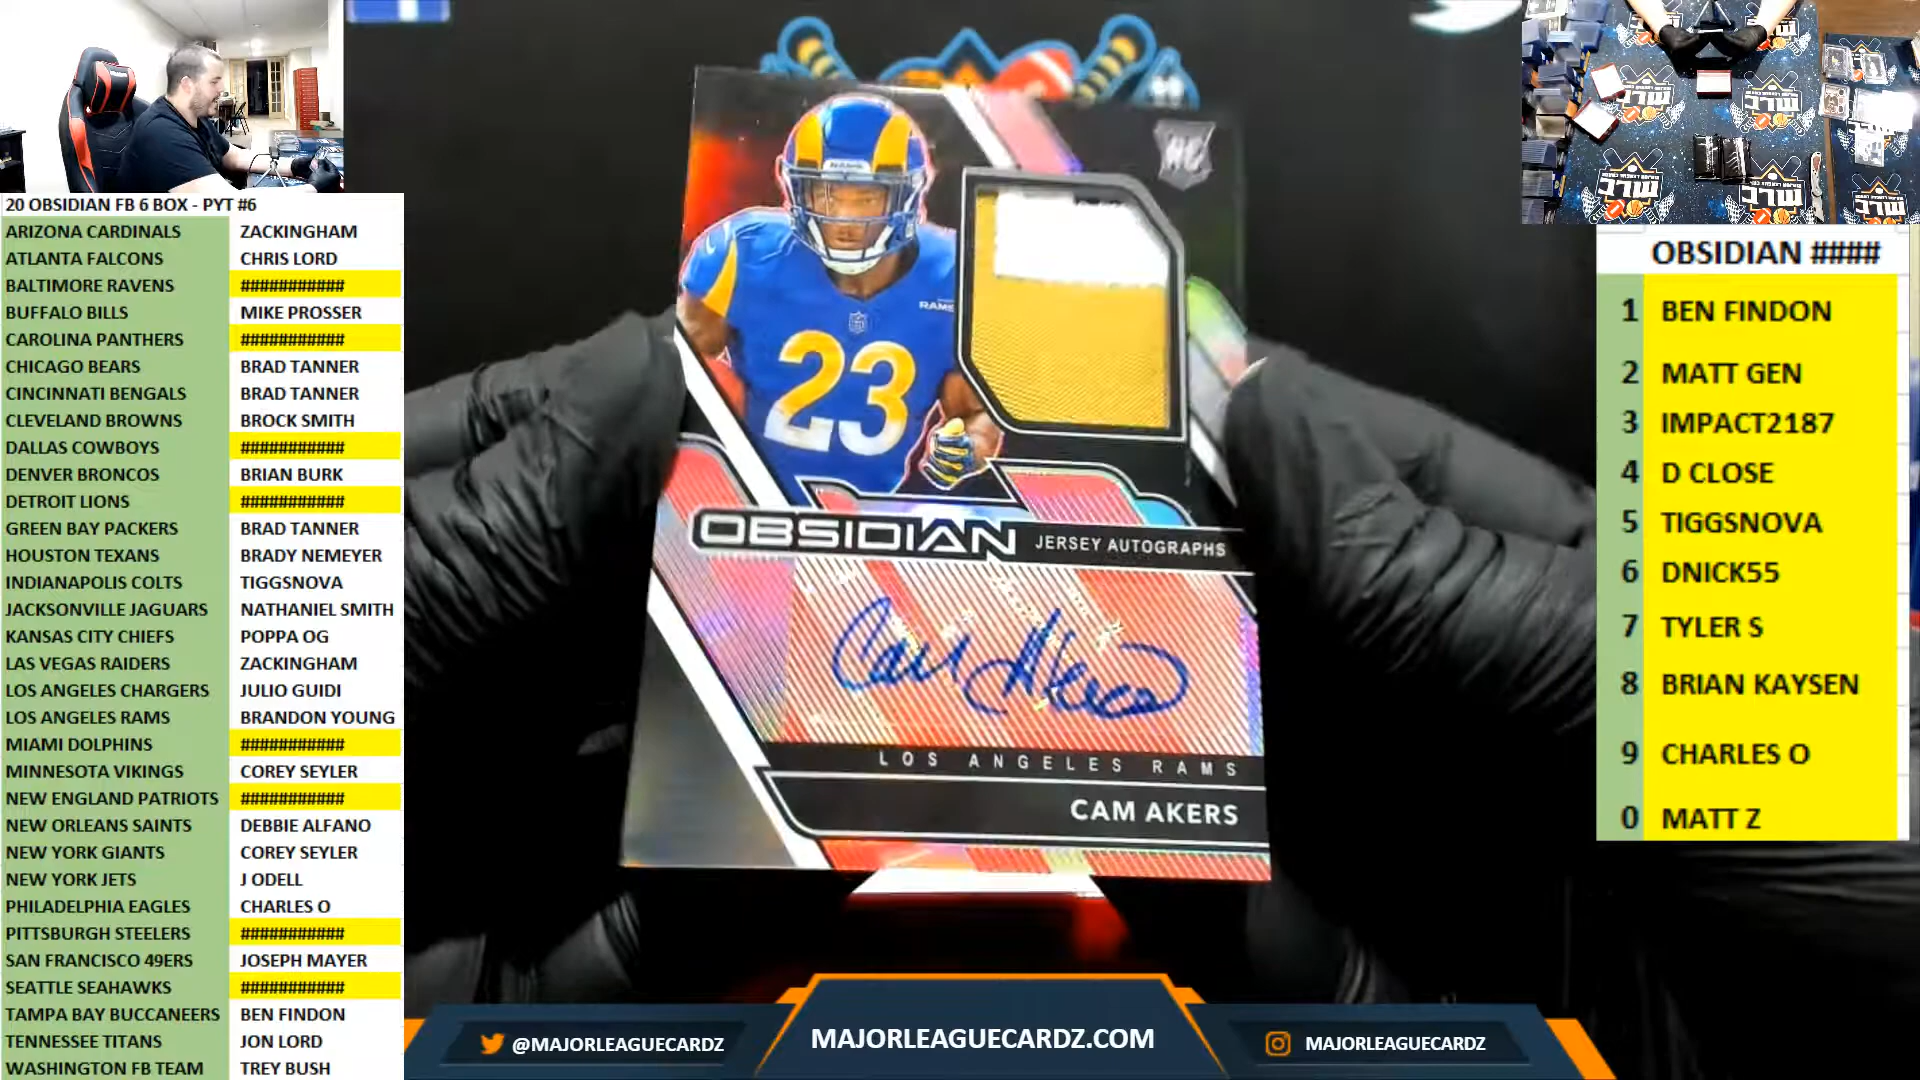 20 OBSIDIAN FB 6 BOX - PYT #6
ARIZONA CARDINALS ZACKINGHAM
ATLANTA FALCONS CHRIS LORD
BALTIMORE RAVENS ###########
BUFFALO BILLS MIKE PROSSER
CAROLINA PANTHERS ###########
CHICAGO BEARS BRAD TANNER
CINCINNATI BENGALS BRAD TANNER
CLEVELAND BROWNS BROCK SMITH
DALLAS COWBOYS ###########
DENVER BRONCOS BRIAN BURK
DETROIT LIONS ###########
GREEN BAY PACKERS BRAD TANNER
HOUSTON TEXANS BRADY NEMEYER
INDIANAPOLIS COLTS TIGGSNOVA
JACKSONVILLE JAGUARS NATHANIEL SMITH
KANSAS CITY CHIEFS POPPA OG
LAS VEGAS RAIDERS ZACKINGHAM
LOS ANGELES CHARGERS JULIO GUIDI
LOS ANGELES RAMS BRANDON YOUNG
MIAMI DOLPHINS ###########
MINNESOTA VIKINGS COREY SEYLER
NEW ENGLAND PATRIOTS ###########
NEW ORLEANS SAINTS DEBBIE ALFANO
NEW YORK GIANTS COREY SEYLER
NEW YORK JETS J ODELL
PHILADELPHIA EAGLES CHARLES O
PITTSBURGH STEELERS ###########
SAN FRANCISCO 49ERS JOSEPH MAYER
SEATTLE SEAHAWKS ###########
TAMPA BAY BUCCANEERS BEN FINDON
TENNESSEE TITANS JON LORD
WASHINGTON FB TEAM TREY BUSH
RAMS
RAMS
23
OBSIDIAN JERSEY AUTOGRAPHS
Cam Akers
LOS ANGELES RAMS
CAM AKERS
OBSIDIAN ####
1 BEN FINDON
2 MATT GEN
3 IMPACT2187
4 D CLOSE
5 TIGGSNOVA
6 DNICK55
7 TYLER S
8 BRIAN KAYSEN
9 CHARLES O
0 MATT Z
@MAJORLEAGUECARDZ
MAJORLEAGUECARDZ.COM
MAJORLEAGUECARDZ